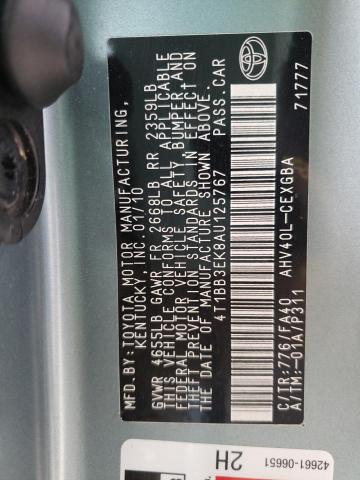 MFD.BY:TOYOTA MOTOR MANUFACTURING,
KENTUCKY, INC. 01/10
GVWR 4655LB GAWR FR 2668LB RR 2359LB
THIS VEHICLE CONFORMS TO ALL APPLICABLE
FEDERAL MOTOR VEHICLE SAFETY, BUMPER, AND
THEFT PREVENTION STANDARDS IN EFFECT ON
THE DATE OF MANUFACTURE SHOWN ABOVE.
4T1BB3EK8AU125767 PASS.CAR
C/TR:776/FA40 AHV40L-CEXGBA
A/TM:-01A/P311 71777
42661-06651
2H